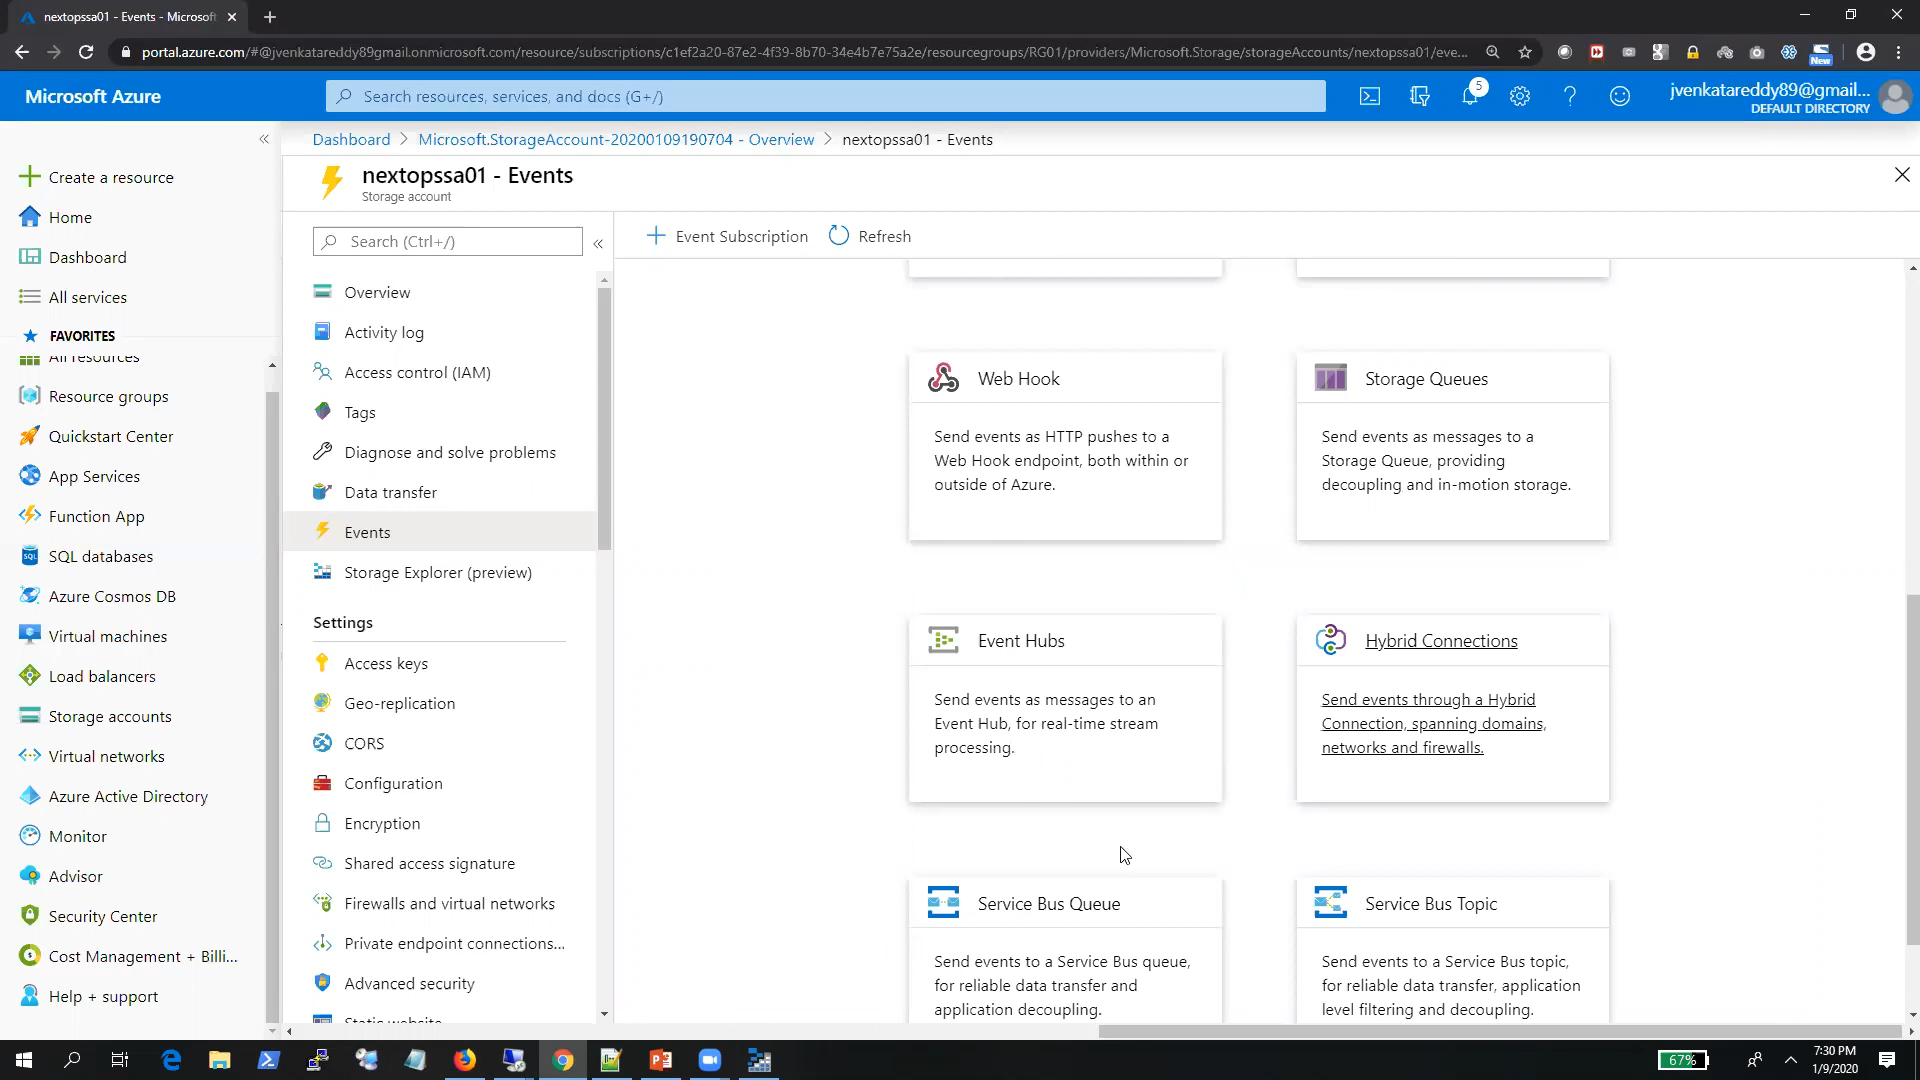 nextopssa01 - Events - Microsoft
portal.azure.com/#@jvenkatareddy89gmail.onmicrosoft.com/resource/subscriptions/c1ef2a20-87e2-4f39-8b70-34e4b7e75a2e/resourcegroups/RG01/providers/Microsoft.Storage/storageAccounts/nextopssa01/eve...
New
Microsoft Azure
Search resources, services, and docs (G+/)
5
jvenkatareddy89@gmail....
DEFAULT DIRECTORY
Dashboard > Microsoft.StorageAccount-20200109190704 - Overview > nextopssa01 - Events
Create a resource
Home
Dashboard
All services
FAVORITES
All resources
Resource groups
Quickstart Center
App Services
Function App
SQL databases
Azure Cosmos DB
Virtual machines
Load balancers
Storage accounts
Virtual networks
Azure Active Directory
Monitor
Advisor
Security Center
Cost Management + Billi...
Help + support
nextopssa01 - Events
Storage account
Search (Ctrl+/)
Overview
Activity log
Access control (IAM)
Tags
Diagnose and solve problems
Data transfer
Events
Storage Explorer (preview)
Settings
Access keys
Geo-replication
CORS
Configuration
Encryption
Shared access signature
Firewalls and virtual networks
Private endpoint connections...
Advanced security
Static website
Event Subscription
Refresh
Web Hook
Send events as HTTP pushes to a
Web Hook endpoint, both within or
outside of Azure.
Storage Queues
Send events as messages to a
Storage Queue, providing
decoupling and in-motion storage.
Event Hubs
Send events as messages to an
Event Hub, for real-time stream
processing.
Hybrid Connections
Send events through a Hybrid
Connection, spanning domains,
networks and firewalls.
Service Bus Queue
Send events to a Service Bus queue,
for reliable data transfer and
application decoupling.
Service Bus Topic
Send events to a Service Bus topic,
for reliable data transfer, application
level filtering and decoupling.
67%
7:30 PM
1/9/2020